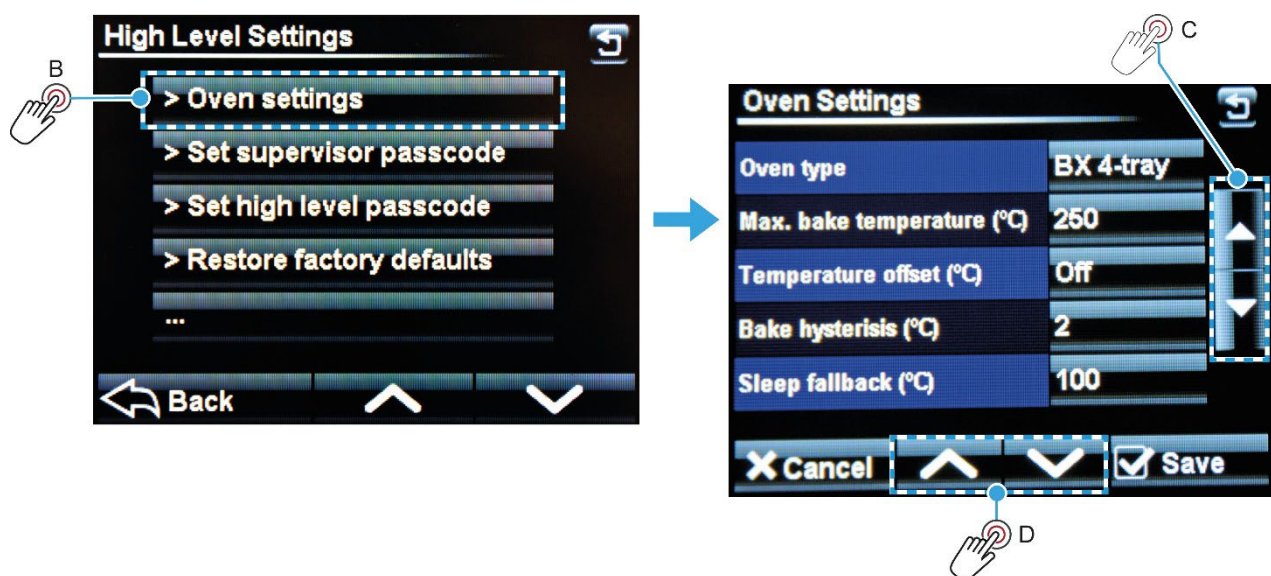 High Level Settings
B
> Oven settings
> Set supervisor passcode
> Set high level passcode
> Restore factory defaults
...
Back
C
Oven Settings
Oven type BX 4-tray
Max. bake temperature (ºC) 250
Temperature offset (ºC) Off
Bake hysterisis (ºC) 2
Sleep fallback (ºC) 100
Cancel Save
D